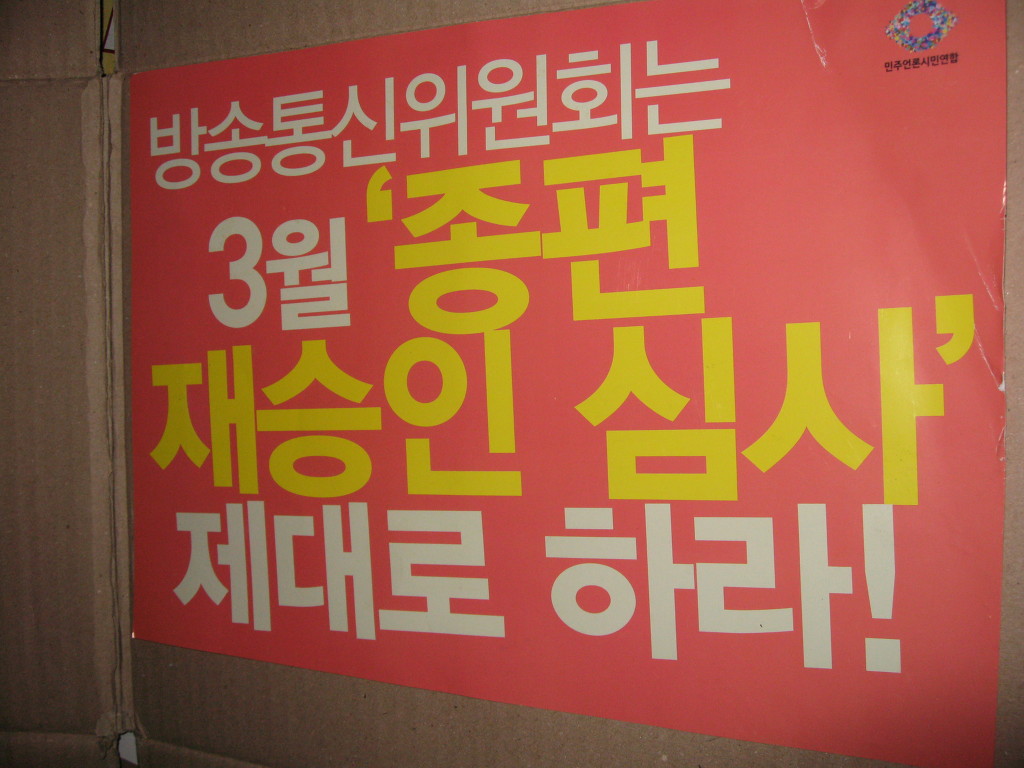 민주언론시민연합
방송통신위원회는
3월 ‘종편
재승인 심사’
제대로 하라!